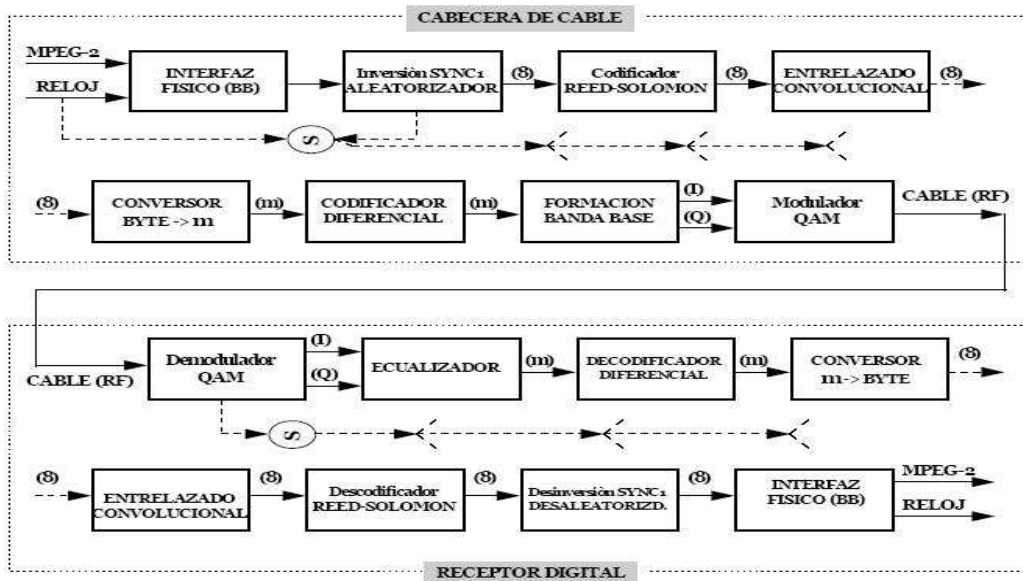 CABECERA DE CABLE
MPEG-2
RELOJ
INTERFAZ
FISICO (BB)
Inversiòn SYNC1
ALEATORIZADOR
(8)
Codificador
REED-SOLOMON
(8)
ENTRELAZADO
CONVOLUCIONAL
(8)
S
(8)
CONVERSOR
BYTE -> m
(m)
CODIFICADOR
DIFERENCIAL
(m)
FORMACION
BANDA BASE
(I)
(Q)
Modulador
QAM
CABLE (RF)
CABLE (RF)
Demodulador
QAM
(I)
(Q)
ECUALIZADOR
(m)
DECODIFICADOR
DIFERENCIAL
(m)
CONVERSOR
m-> BYTE
(8)
S
(8)
ENTRELAZADO
CONVOLUCIONAL
(8)
Descodificador
REED-SOLOMON
(8)
Desinversiòn SYNC1
DESALEATORIZD.
(8)
INTERFAZ
FISICO (BB)
MPEG-2
RELOJ
RECEPTOR DIGITAL